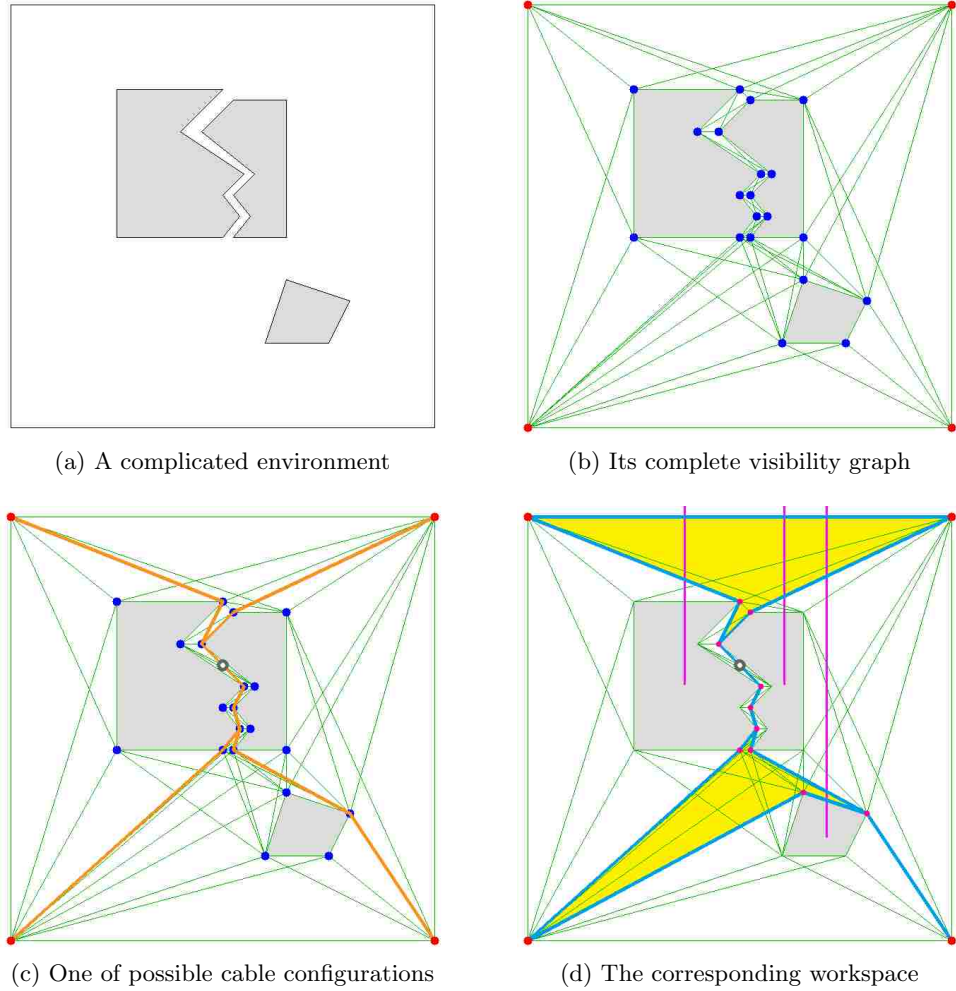 (a) A complicated environment
(b) Its complete visibility graph
(c) One of possible cable configurations
(d) The corresponding workspace